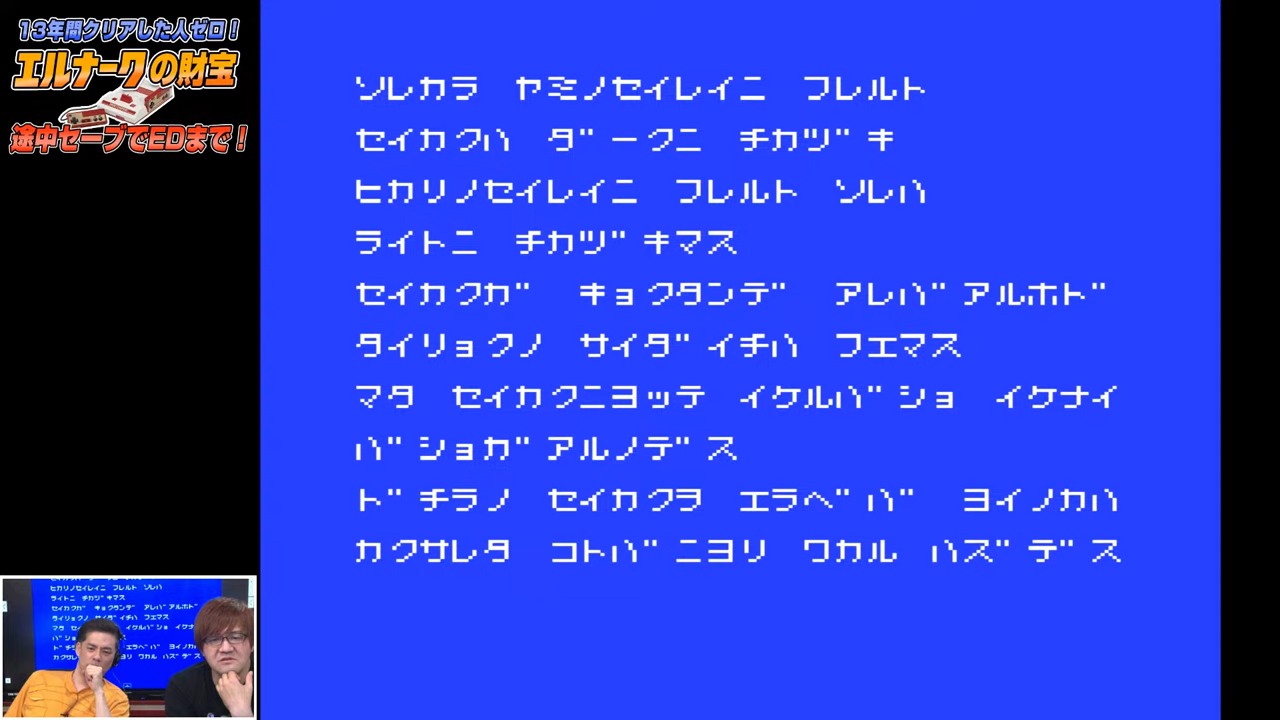 13年間クリアした人ゼロ！
エルナークの財宝
途中セーブでEDまで！
ソレカラ ヤミノセイレイニ フレルト
セイカクハ ダークニ チカヅキ
ヒカリノセイレイニ フレルト ソレハ
ライトニ チカヅキマス
セイカクガ キョクタンデ アレバアルホド
タイリョクノ サイダイチハ フエマス
マタ セイカクニヨッテ イケルバショ イケナイ
バショガアルノデス
ドチラノ セイカクヲ エラベバ ヨイノカハ
カクサレタ コトバニヨリ ワカル ハズデス